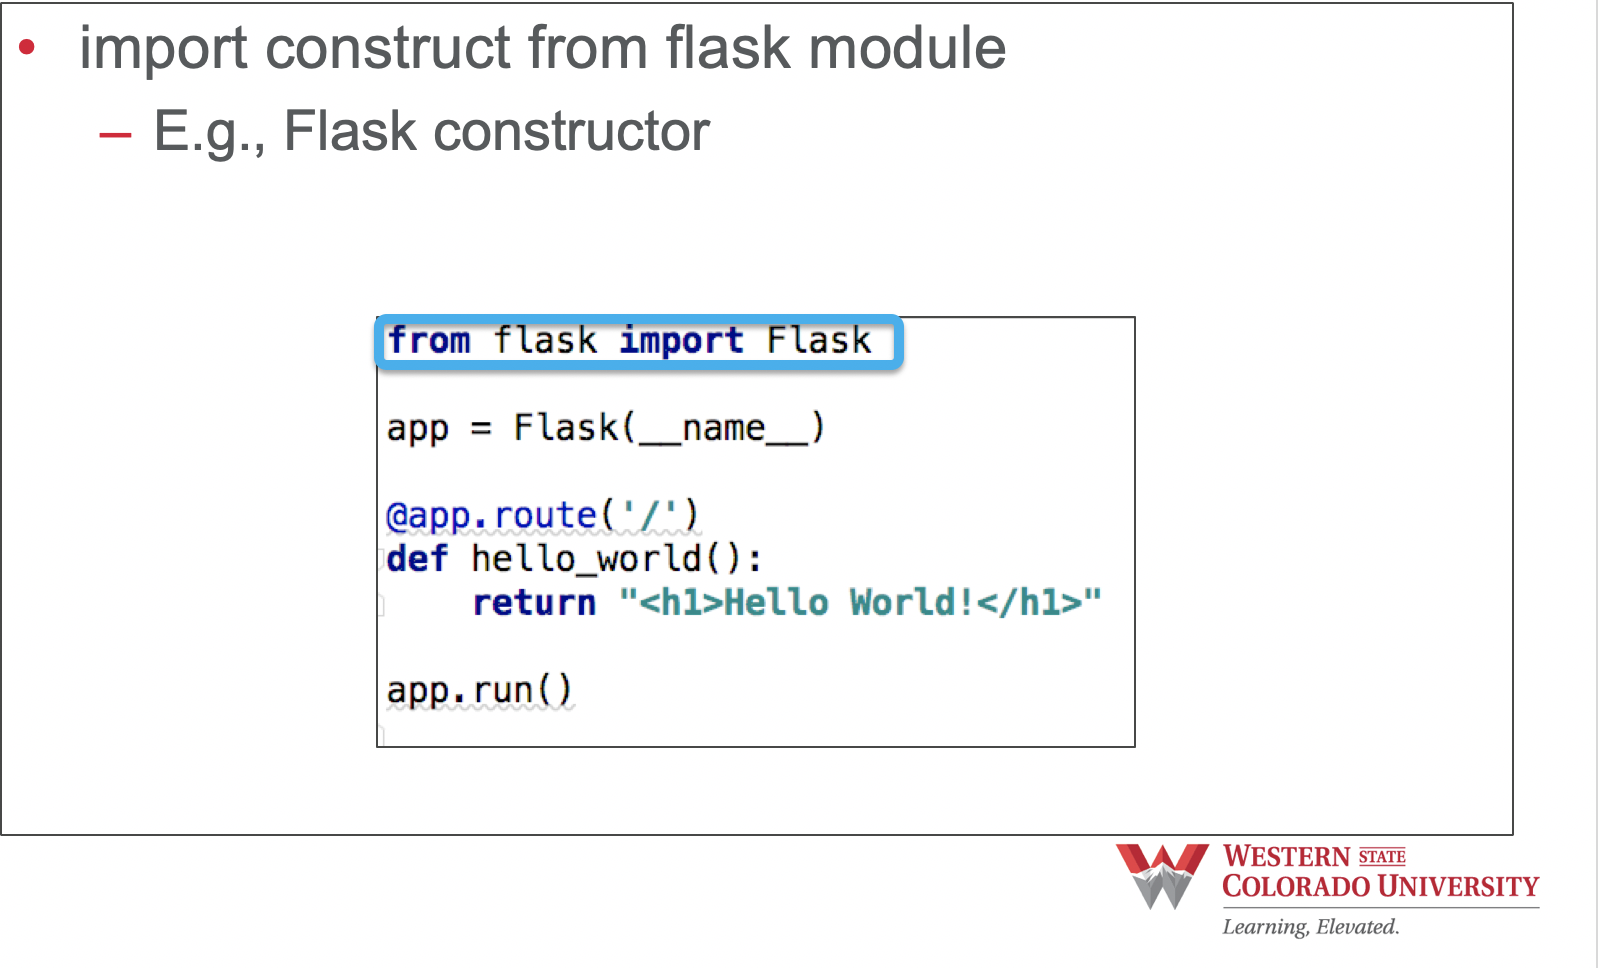 • import construct from flask module
– E.g., Flask constructor
from flask import Flask
app = Flask(__name__)
@app.route('/')
def hello_world():
    return "<h1>Hello World!</h1>"
app.run()
WESTERN STATE
COLORADO UNIVERSITY
Learning, Elevated.